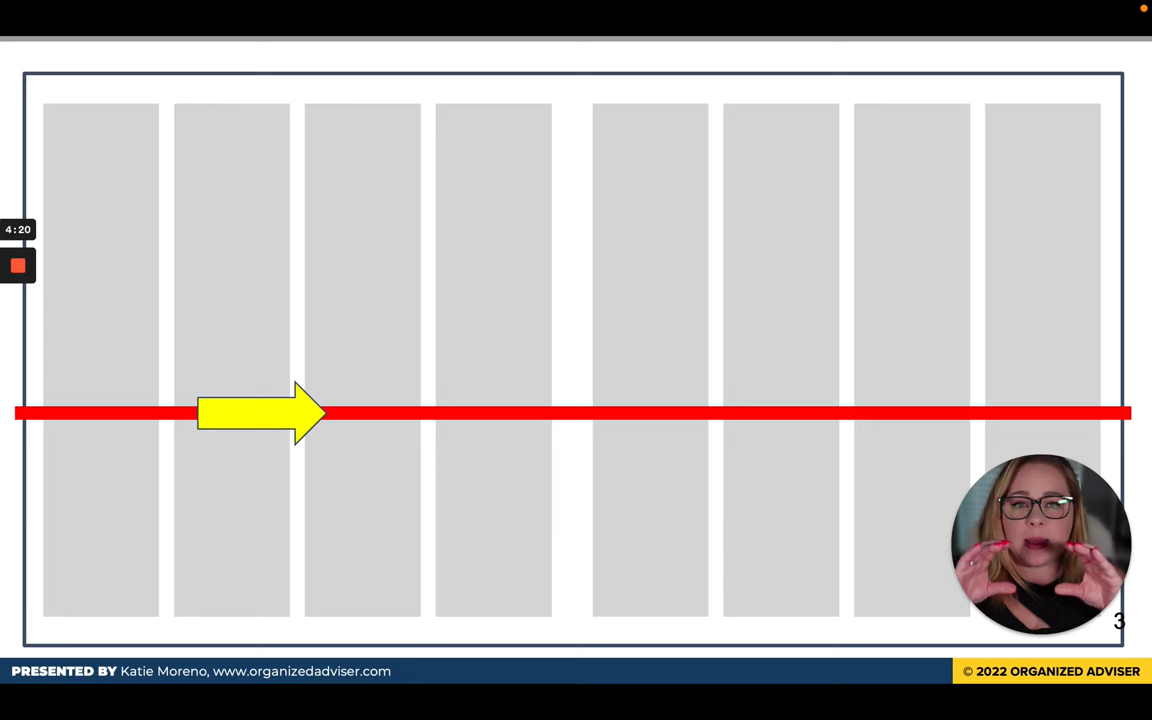 4:20
3
PRESENTED BY Katie Moreno, www.organizedadviser.com
© 2022 ORGANIZED ADVISER